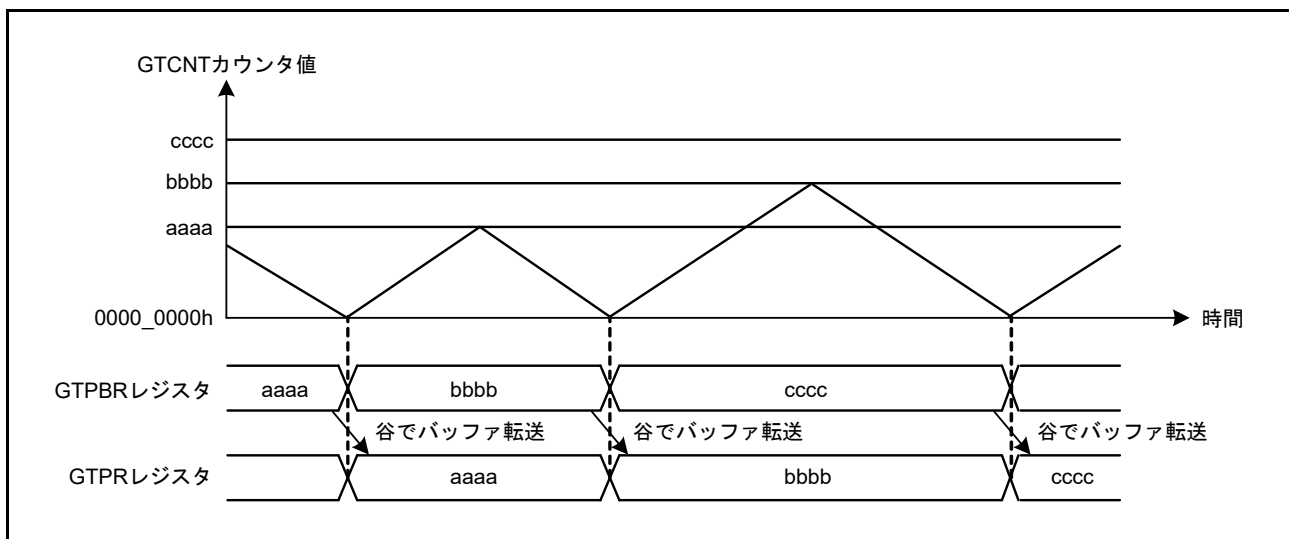 GTCNTカウンタ値
cccc
bbbb
aaaa
0000_0000h
時間
GTPBRレジスタ aaaa bbbb cccc
谷でバッファ転送 谷でバッファ転送 谷でバッファ転送
GTPRレジスタ aaaa bbbb cccc